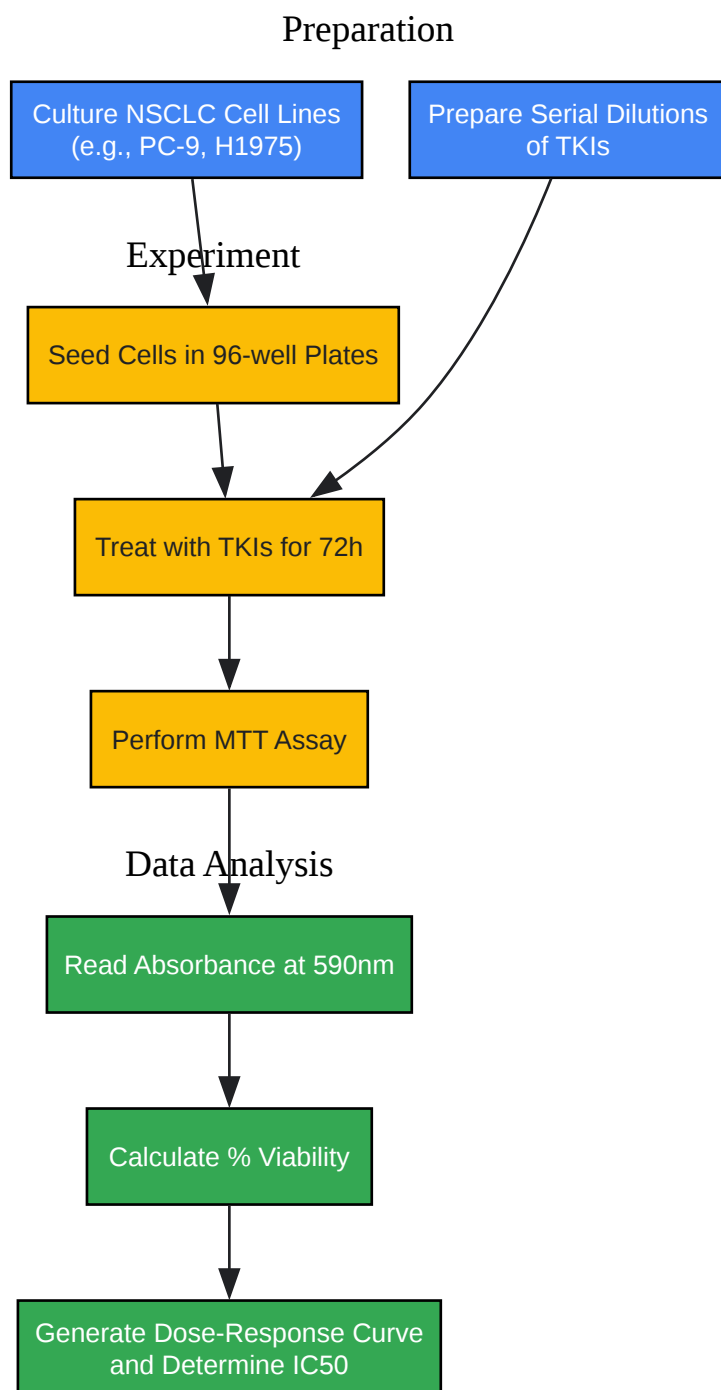 Preparation
Culture NSCLC Cell Lines
(e.g., PC-9, H1975)
Prepare Serial Dilutions
of TKIs
Experiment
Seed Cells in 96-well Plates
Treat with TKIs for 72h
Perform MTT Assay
Data Analysis
Read Absorbance at 590nm
Calculate % Viability
Generate Dose-Response Curve
and Determine IC50